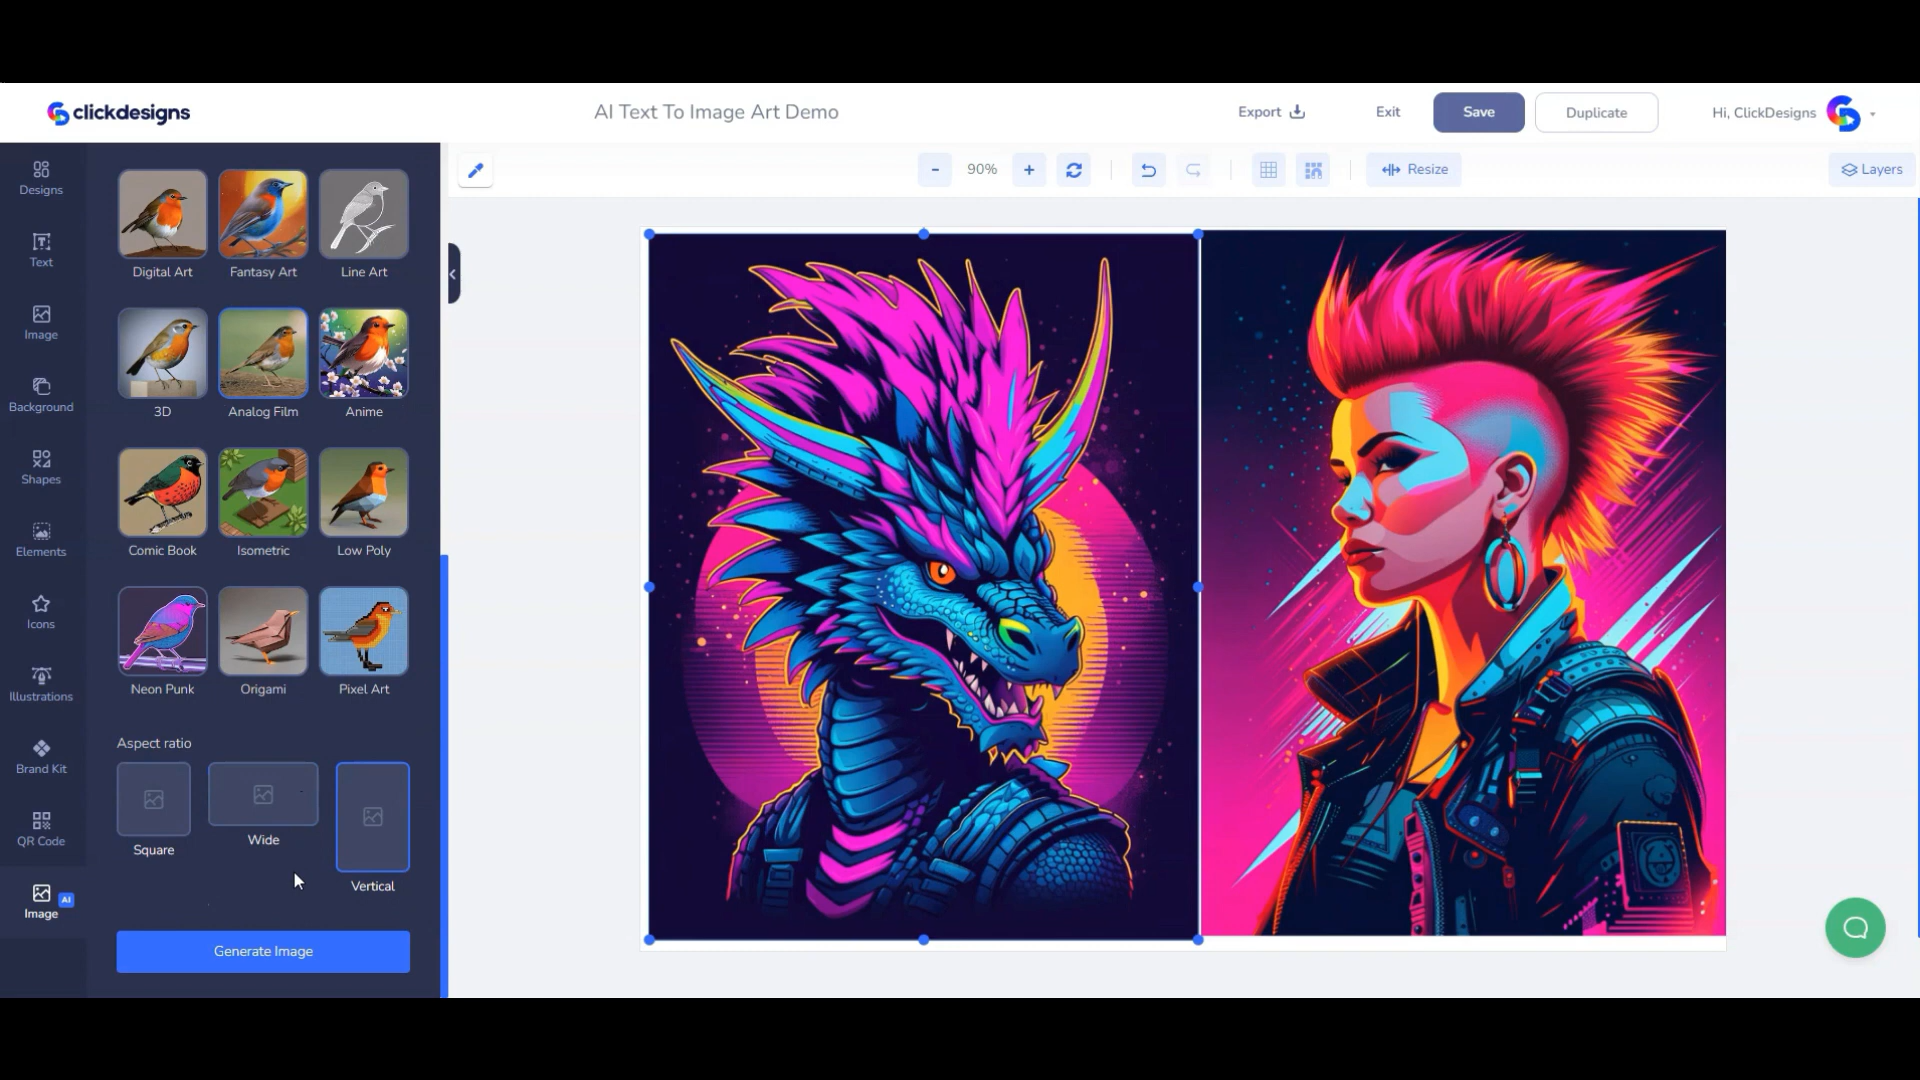 clickdesigns
AI Text To Image Art Demo
Export
Exit
Save
Duplicate
Hi, ClickDesigns
- 90% +
Resize
Layers
Designs
Text
Image
Background
Shapes
Elements
Icons
Illustrations
Brand Kit
QR Code
Image AI
Digital Art Fantasy Art Line Art
3D Analog Film Anime
Comic Book Isometric Low Poly
Neon Punk Origami Pixel Art
Aspect ratio
Square Wide Vertical
Generate Image